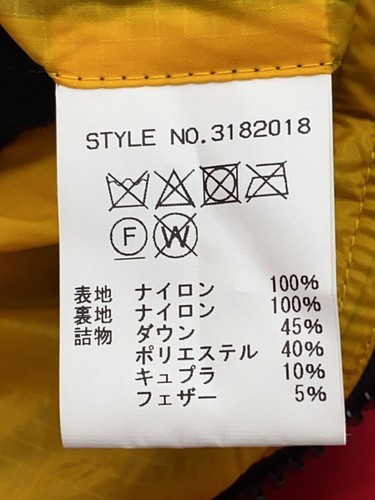 STYLE NO.3182018
F W
表地 ナイロン 100%
裏地 ナイロン 100%
詰物 ダウン 45%
ポリエステル 40%
キュプラ 10%
フェザー 5%